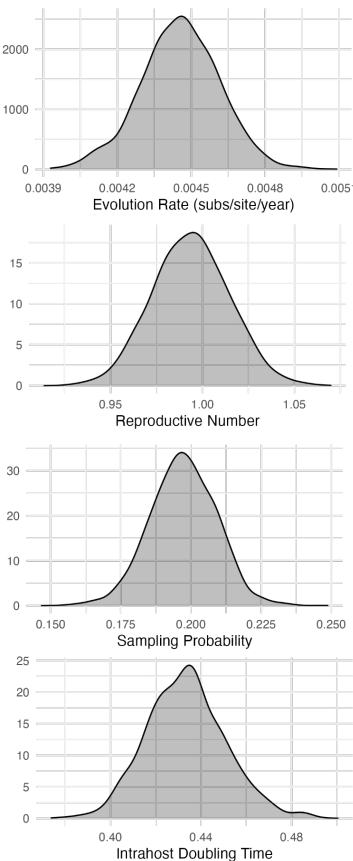 2000
1000
0
0.0039 0.0042 0.0045 0.0048 0.0051
Evolution Rate (subs/site/year)
15
10
5
0
0.95 1.00 1.05
Reproductive Number
30
20
10
0
0.150 0.175 0.200 0.225 0.250
Sampling Probability
25
20
15
10
5
0
0.40 0.44 0.48
Intrahost Doubling Time